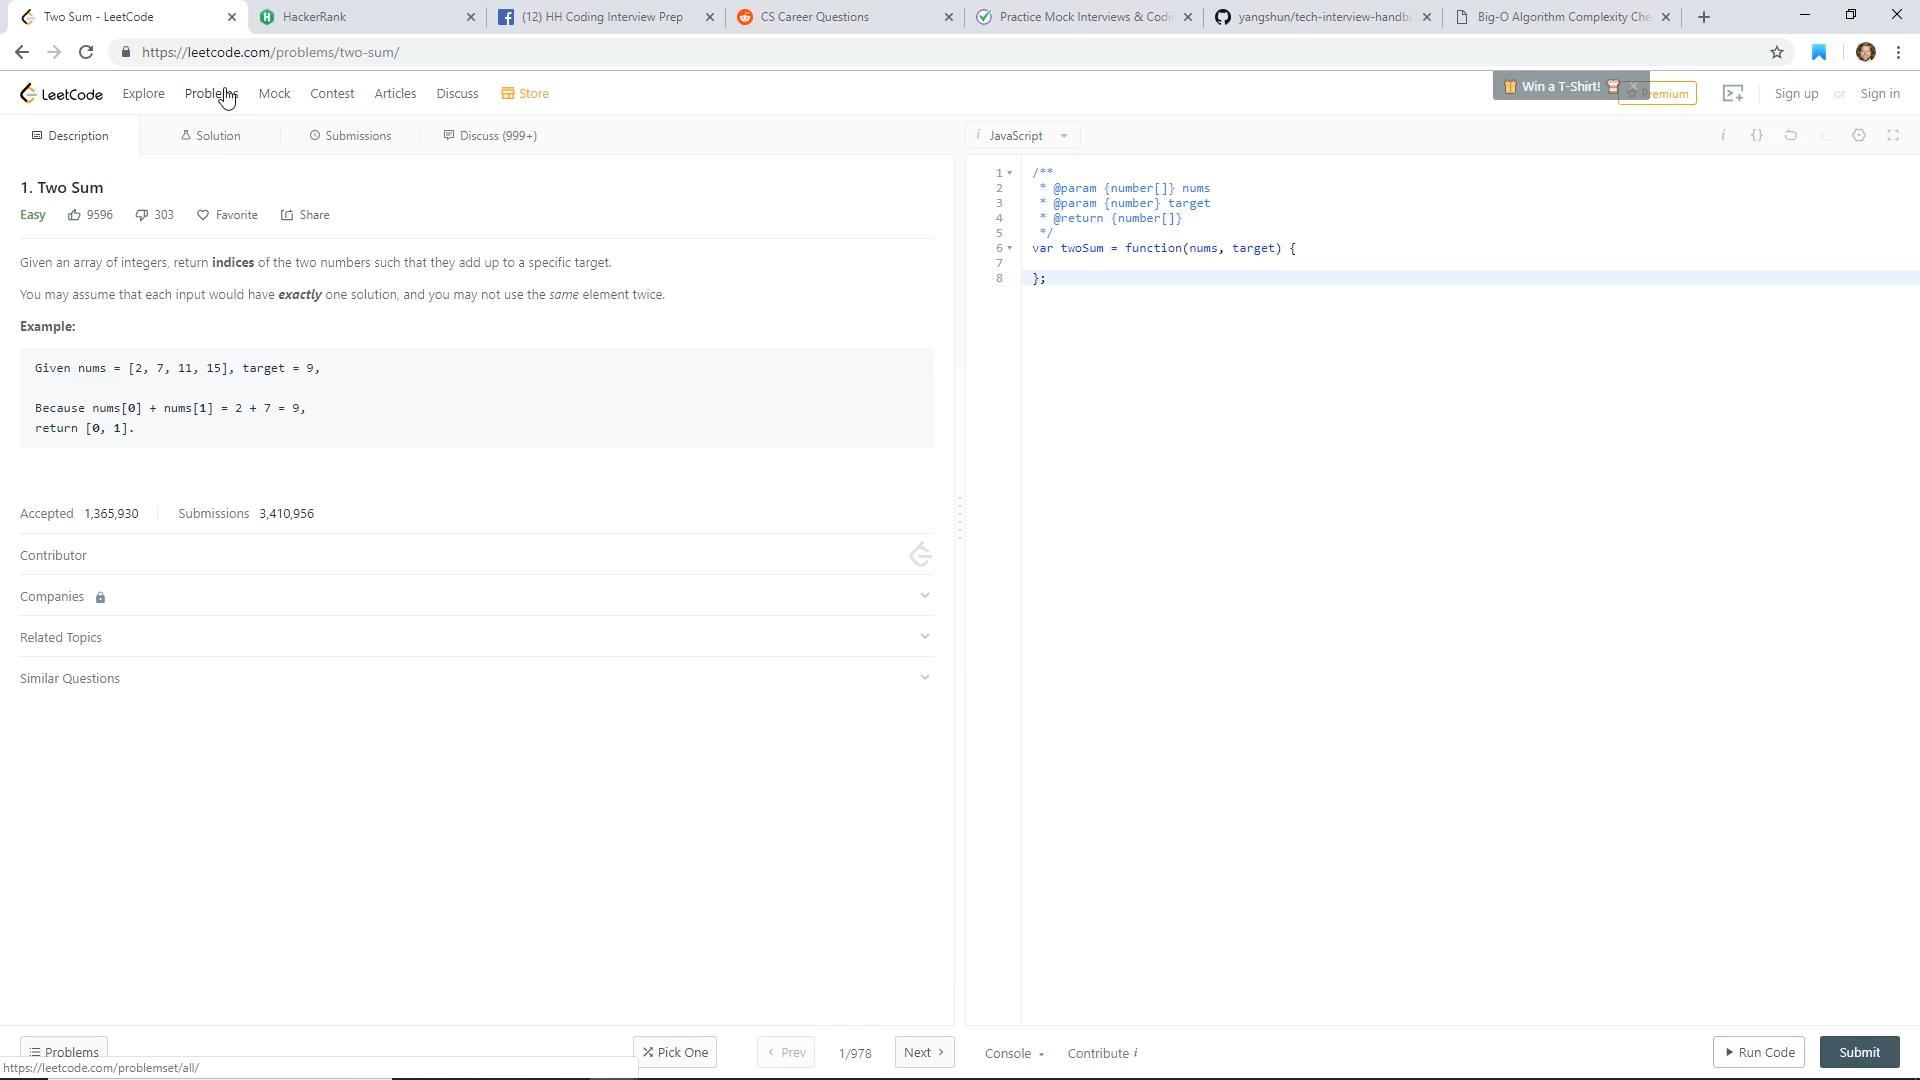 Two Sum - LeetCode
HackerRank
(12) HH Coding Interview Prep
CS Career Questions
Practice Mock Interviews & Codi
yangshun/tech-interview-handbo
Big-O Algorithm Complexity Che
https://leetcode.com/problems/two-sum/
LeetCode
Explore
Problems
Mock
Contest
Articles
Discuss
Store
Win a T-Shirt!
Premium
Sign up or Sign in
Description
Solution
Submissions
Discuss (999+)
i JavaScript
i {}
1. Two Sum
Easy 9596 303 Favorite Share
Given an array of integers, return indices of the two numbers such that they add up to a specific target.
You may assume that each input would have exactly one solution, and you may not use the same element twice.
Example:
Given nums = [2, 7, 11, 15], target = 9,
Because nums[0] + nums[1] = 2 + 7 = 9,
return [0, 1].
Accepted 1,365,930 Submissions 3,410,956
Contributor
Companies
Related Topics
Similar Questions
1 /**
2 * @param {number[]} nums
3 * @param {number} target
4 * @return {number[]}
5 */
6 var twoSum = function(nums, target) {
7
8 };
Problems
Pick One
Prev
1/978
Next
Console
Contribute i
Run Code
Submit
https://leetcode.com/problemset/all/